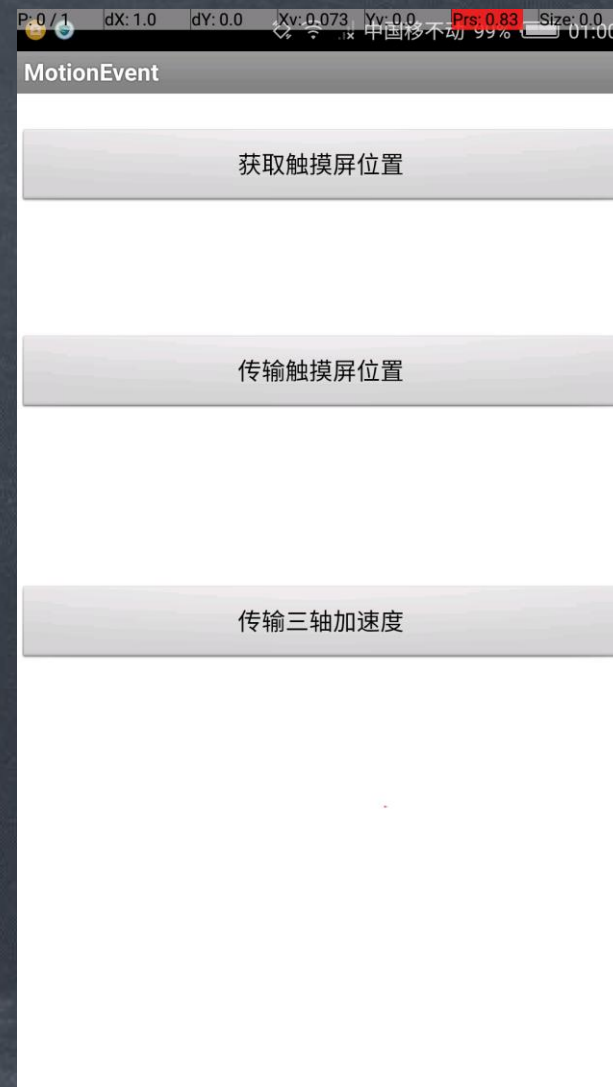 P: 0 / 1 dX: 1.0 dY: 0.0 Xv: 0.073 Yv: 0.0 Prs: 0.83 Size: 0.0
中国移不动 99% 01:00
MotionEvent
获取触摸屏位置
传输触摸屏位置
传输三轴加速度